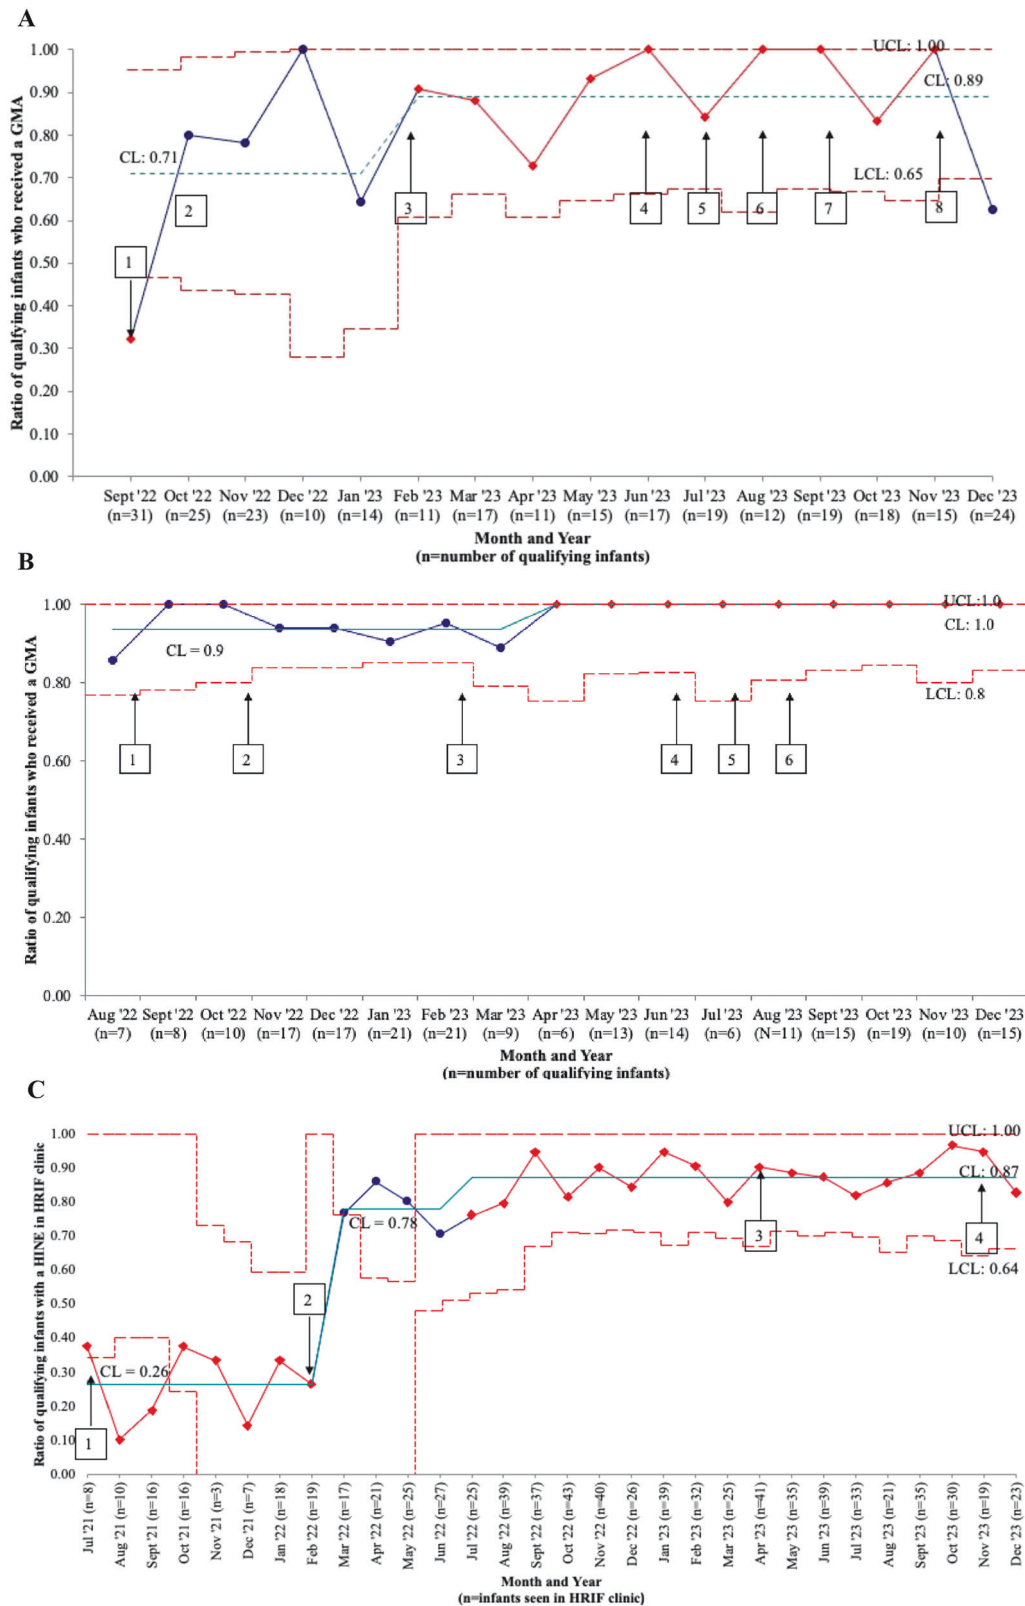 A
Ratio of qualifying infants who received a GMA
1.00
0.90
0.80
0.70
0.60
0.50
0.40
0.30
0.20
0.10
0.00
UCL: 1.00
CL: 0.89
CL: 0.71
LCL: 0.65
1
2
3
4
5
6
7
8
Sept '22 Oct '22 Nov '22 Dec '22 Jan '23 Feb '23 Mar '23 Apr '23 May '23 Jun '23 Jul '23 Aug '23 Sept '23 Oct '23 Nov '23 Dec '23
(n=31) (n=25) (n=23) (n=10) (n=14) (n=11) (n=17) (n=11) (n=15) (n=17) (n=19) (n=12) (n=19) (n=18) (n=15) (n=24)
Month and Year
(n=number of qualifying infants)
B
Ratio of qualifying infants who received a GMA
1.00
0.80
0.60
0.40
0.20
0.00
UCL:1.0
CL: 1.0
CL = 0.9
LCL: 0.8
1
2
3
4
5
6
Aug '22 Sept '22 Oct '22 Nov '22 Dec '22 Jan '23 Feb '23 Mar '23 Apr '23 May '23 Jun '23 Jul '23 Aug '23 Sept '23 Oct '23 Nov '23 Dec '23
(n=7) (n=8) (n=10) (n=17) (n=17) (n=21) (n=21) (n=9) (n=6) (n=13) (n=14) (n=6) (N=11) (n=15) (n=19) (n=10) (n=15)
Month and Year
(n=number of qualifying infants)
C
Ratio of qualifying infants with a HINE in HRIF clinic
1.00
0.90
0.80
0.70
0.60
0.50
0.40
0.30
0.20
0.10
0.00
UCL: 1.00
CL: 0.87
CL = 0.78
CL = 0.26
LCL: 0.64
1
2
3
4
Jul '21 (n=8)
Aug '21 (n=10)
Sept '21 (n=16)
Oct '21 (n=16)
Nov '21 (n=3)
Dec '21 (n=7)
Jan '22 (n=18)
Feb '22 (n=19)
Mar '22 (n=17)
Apr '22 (n=21)
May '22 (n=25)
Jun '22 (n=27)
Jul '22 (n=25)
Aug '22 (n=39)
Sept '22 (n=37)
Oct '22 (n=43)
Nov '22 (n=40)
Dec '22 (n=26)
Jan '23 (n=39)
Feb '23 (n=32)
Mar '23 (n=25)
Apr '23 (n=41)
May '23 (n=35)
Jun '23 (n=39)
Jul '23 (n=33)
Aug '23 (n=21)
Sept '23 (n=35)
Oct '23 (n=30)
Nov '23 (n=19)
Dec '23 (n=23)
Month and Year
(n=infants seen in HRIF clinic)